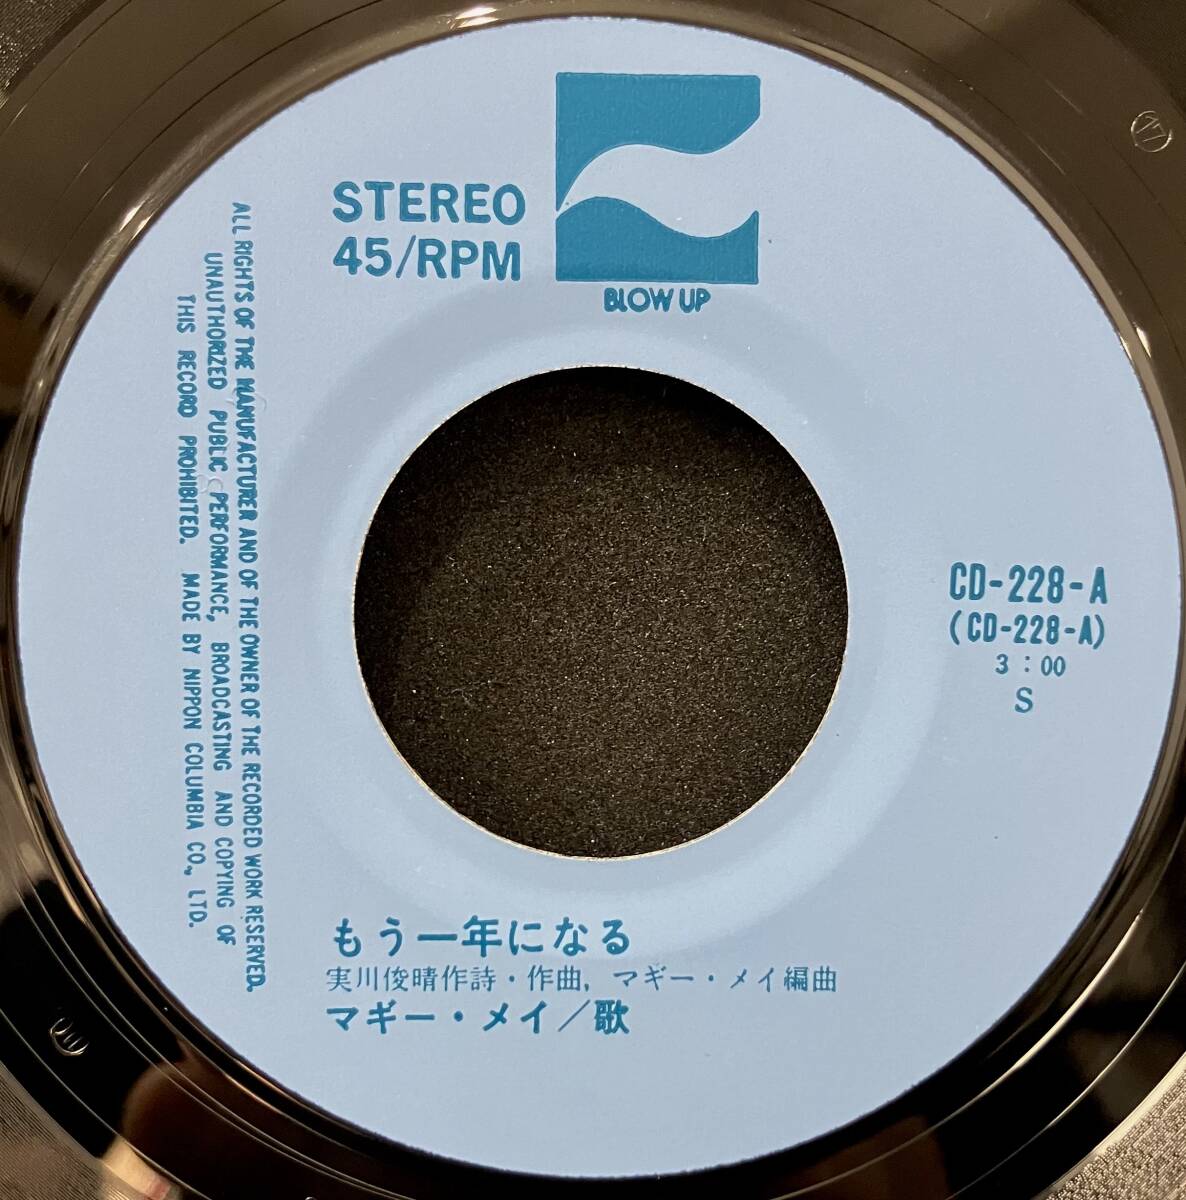 STEREO
45/RPM
BLOW UP
ALL RIGHTS OF THE MANUFACTURER AND OF THE OWNER OF THE RECORDED WORK RESERVED.
UNAUTHORIZED PUBLIC PERFORMANCE, BROADCASTING AND COPYING OF
THIS RECORD PROHIBITED. MADE BY NIPPON COLUMBIA CO., LTD.
CD-228-A
(CD-228-A)
3:00
S
もう一年になる
実川俊晴作詩・作曲, マギー・メイ編曲
マギー・メイ/歌